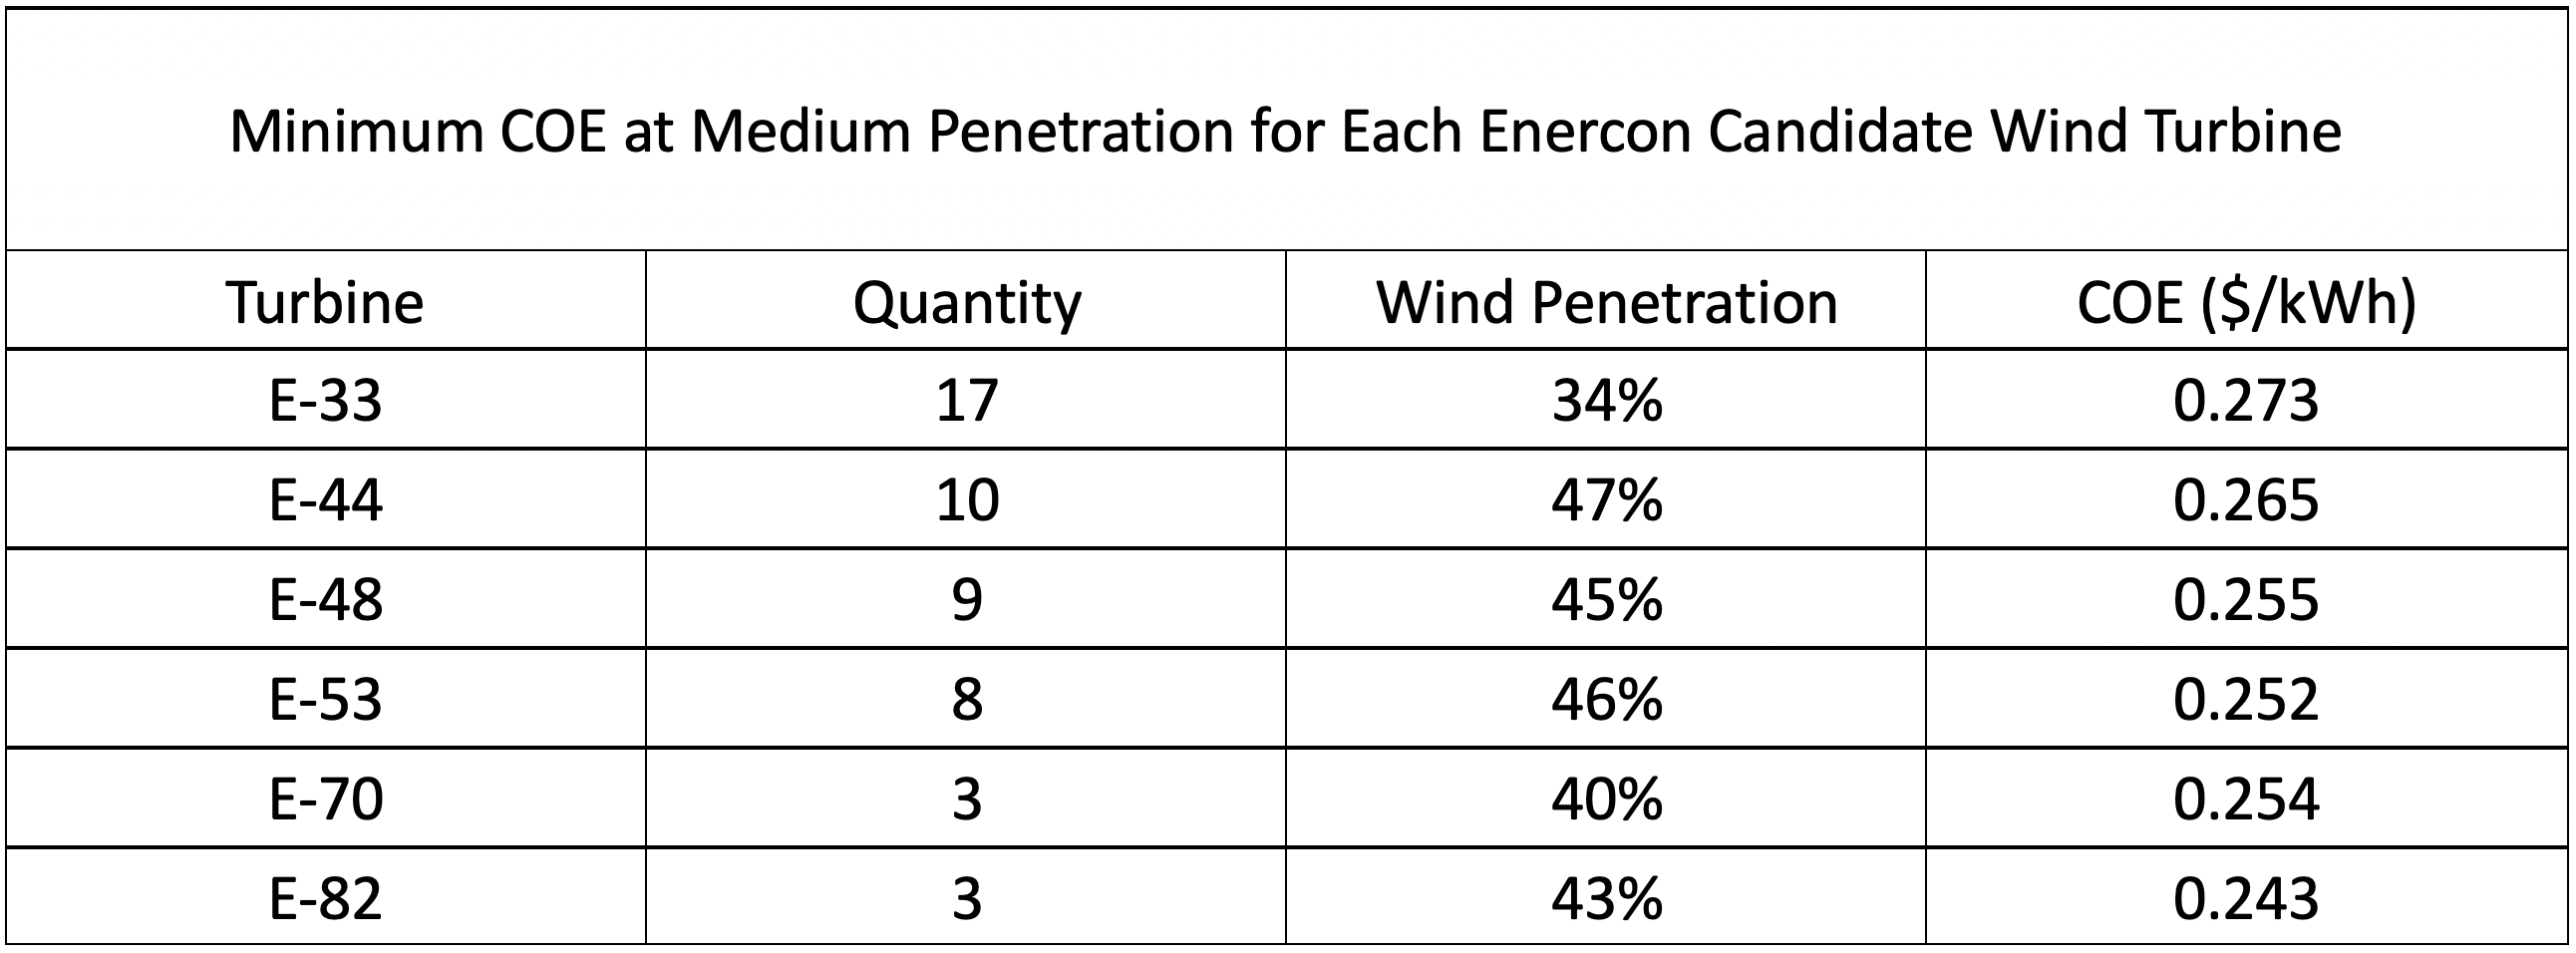 Minimum COE at Medium Penetration for Each Enercon Candidate Wind Turbine
Turbine Quantity Wind Penetration COE ($/kWh)
E-33 17 34% 0.273
E-44 10 47% 0.265
E-48 9 45% 0.255
E-53 8 46% 0.252
E-70 3 40% 0.254
E-82 3 43% 0.243